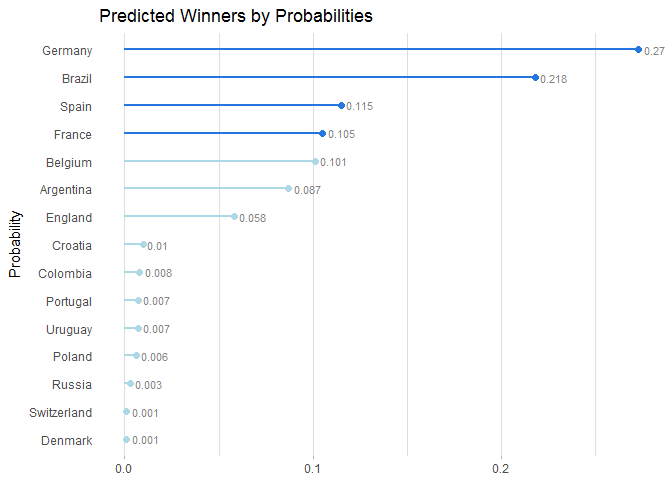 Predicted Winners by Probabilities
Germany 0.27
Brazil 0.218
Spain 0.115
France 0.105
Belgium 0.101
Argentina 0.087
England 0.058
Croatia 0.01
Colombia 0.008
Portugal 0.007
Uruguay 0.007
Poland 0.006
Russia 0.003
Switzerland 0.001
Denmark 0.001
Probability
0.0 0.1 0.2